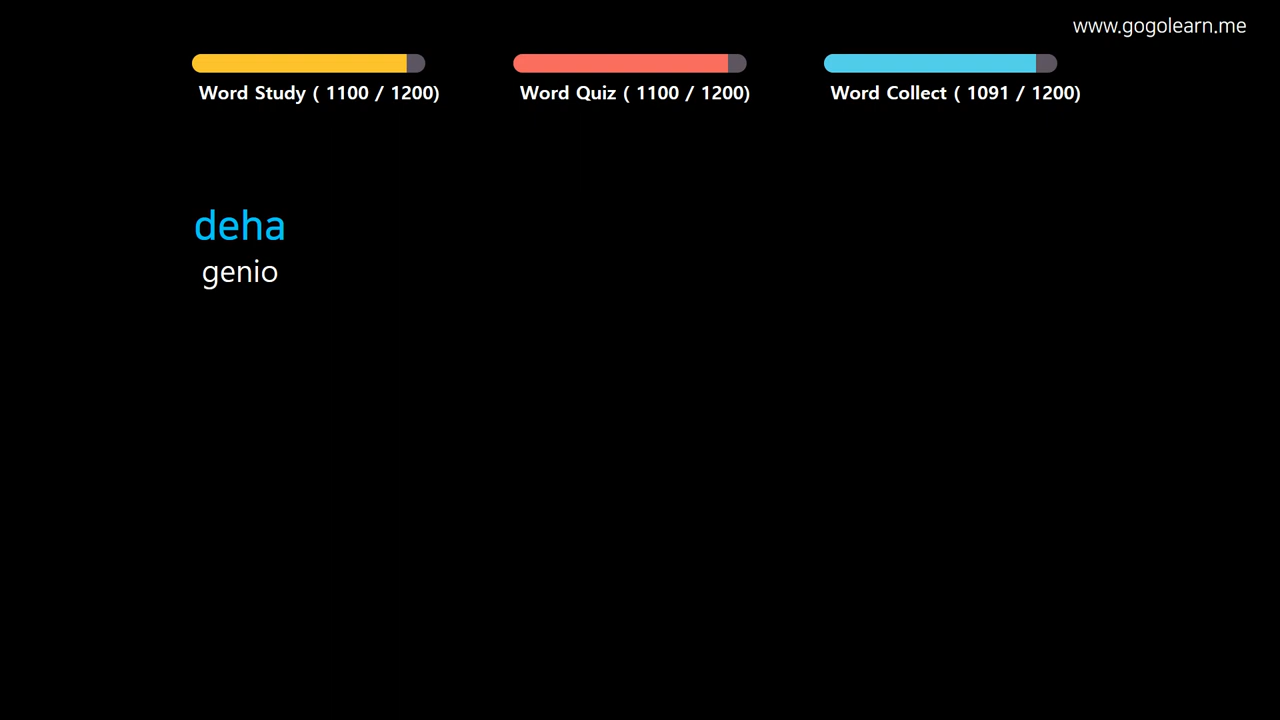 www.gogolearn.me
Word Study ( 1100 / 1200)
Word Quiz ( 1100 / 1200)
Word Collect ( 1091 / 1200)
deha
genio